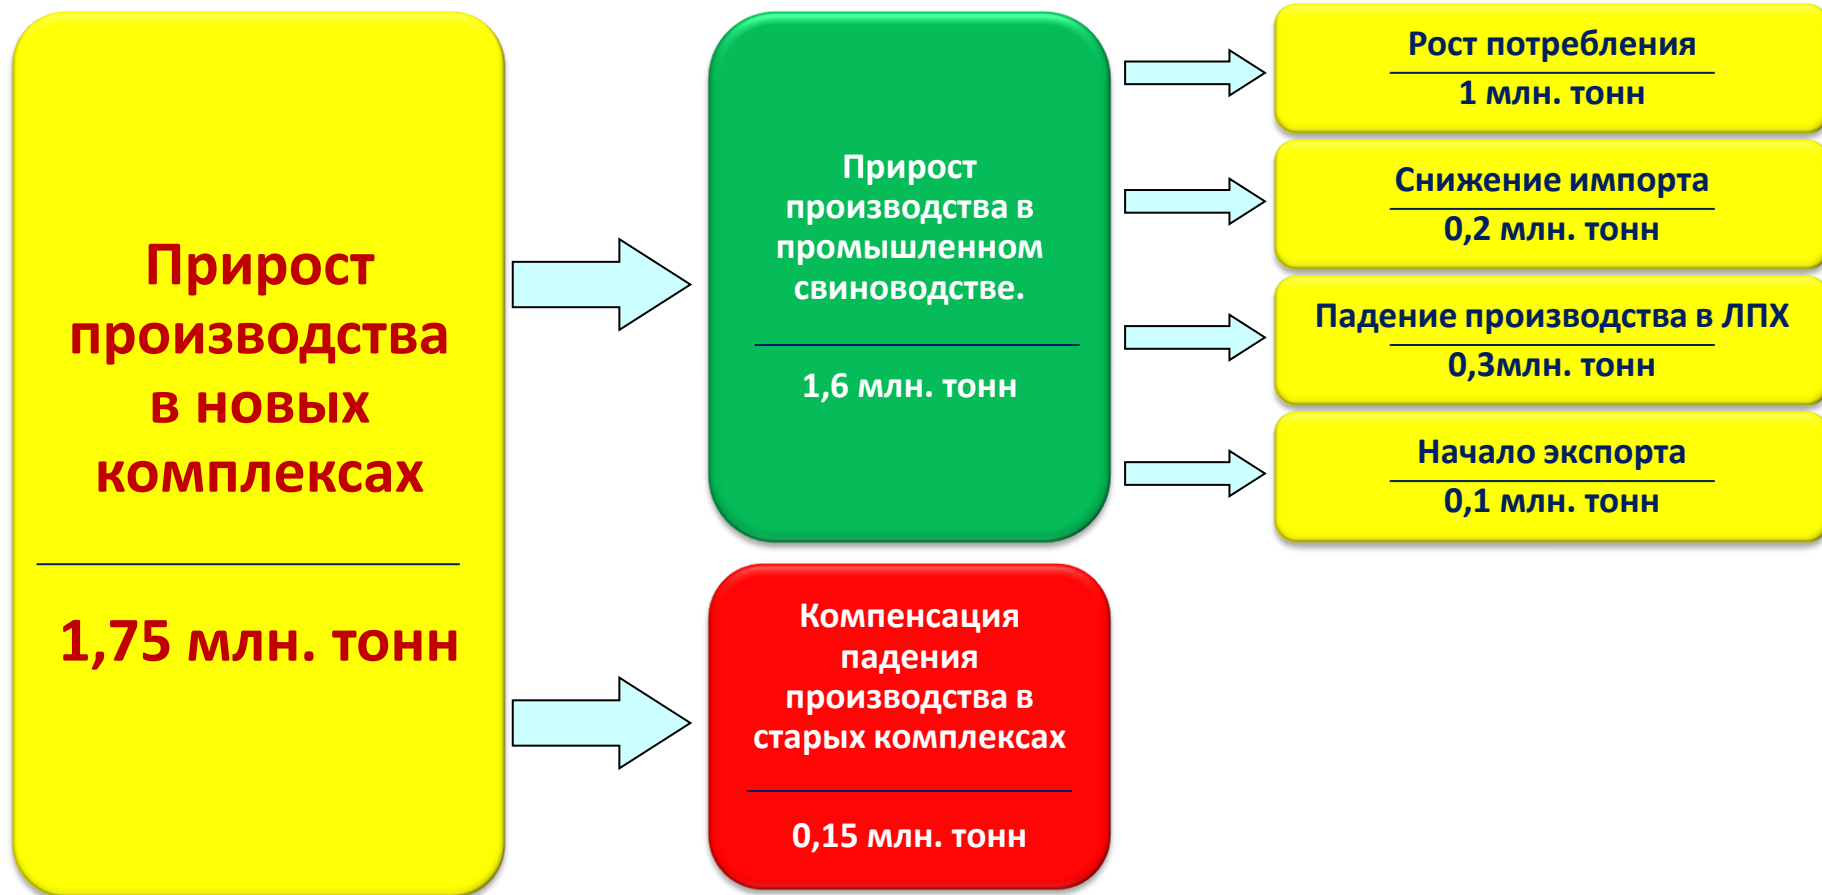 Прирост
производства
в новых
комплексах
1,75 млн. тонн
Прирост
производства в
промышленном
свиноводстве.
1,6 млн. тонн
Компенсация
падения
производства в
старых комплексах
0,15 млн. тонн
Рост потребления
1 млн. тонн
Снижение импорта
0,2 млн. тонн
Падение производства в ЛПХ
0,3млн. тонн
Начало экспорта
0,1 млн. тонн